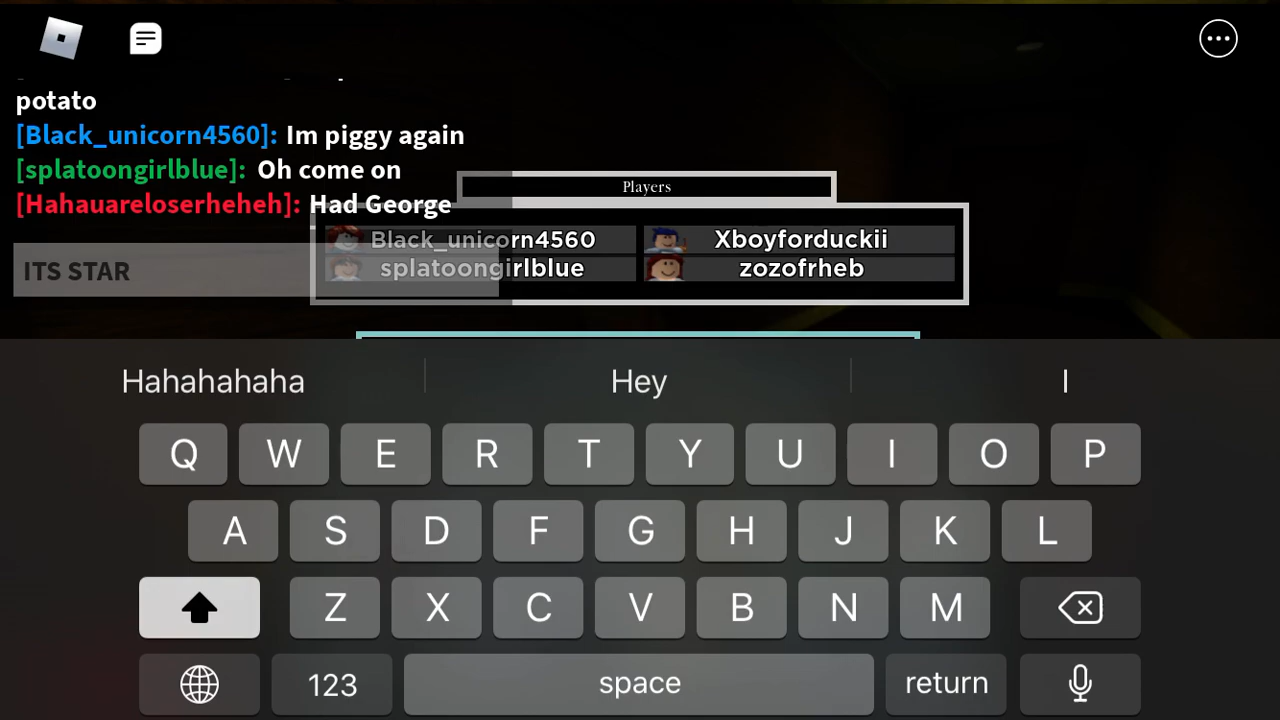 potato
[Black_unicorn4560]: Im piggy again
[splatoongirlblue]: Oh come on
[Hahauareloserheheh]: Had George
ITS STAR
Players
Black_unicorn4560 Xboyforduckii
splatoongirlblue zozofrheb
Hahahahaha Hey I
Q W E R T Y U I O P
A S D F G H J K L
Z X C V B N M
123 space return